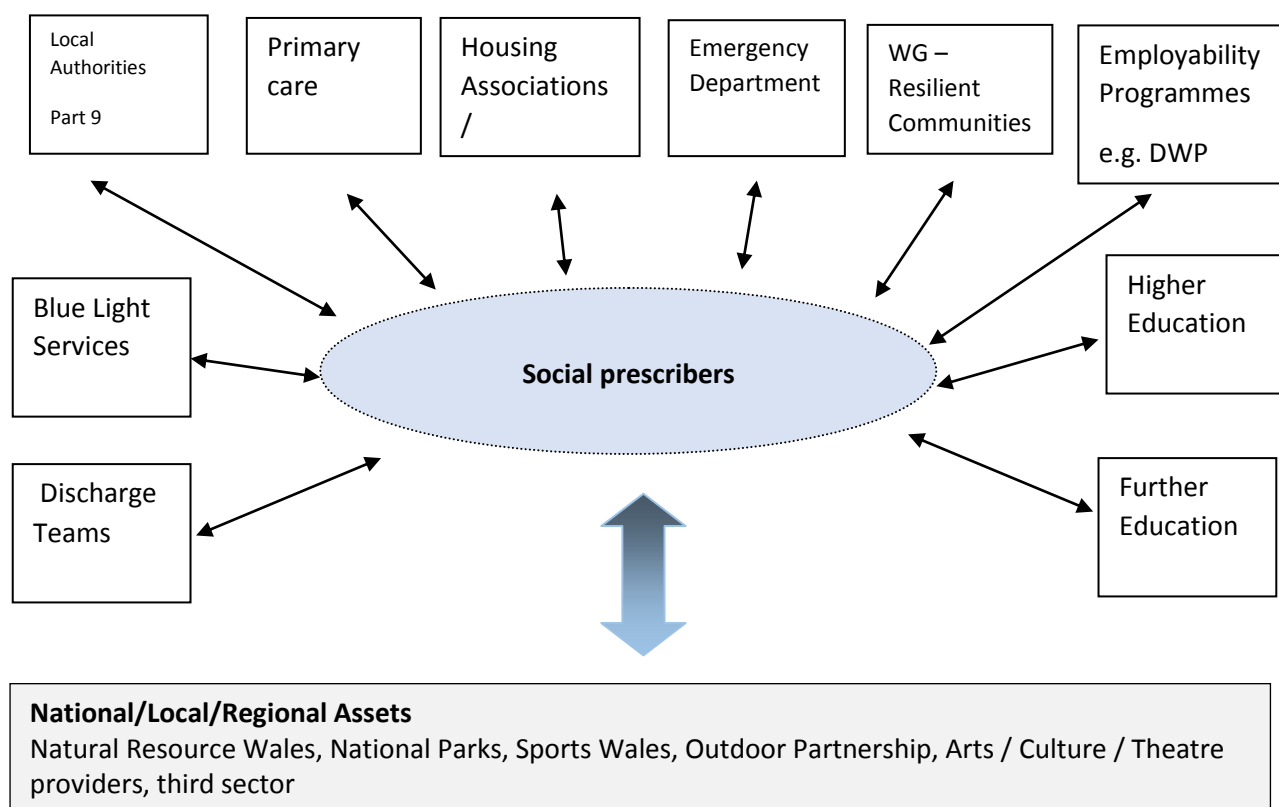 Local
Authorities
Part 9
Primary
care
Housing
Associations
/
Emergency
Department
WG –
Resilient
Communities
Employability
Programmes
e.g. DWP
Blue Light
Services
Higher
Education
Social prescribers
Discharge
Teams
Further
Education
National/Local/Regional Assets
Natural Resource Wales, National Parks, Sports Wales, Outdoor Partnership, Arts / Culture / Theatre
providers, third sector